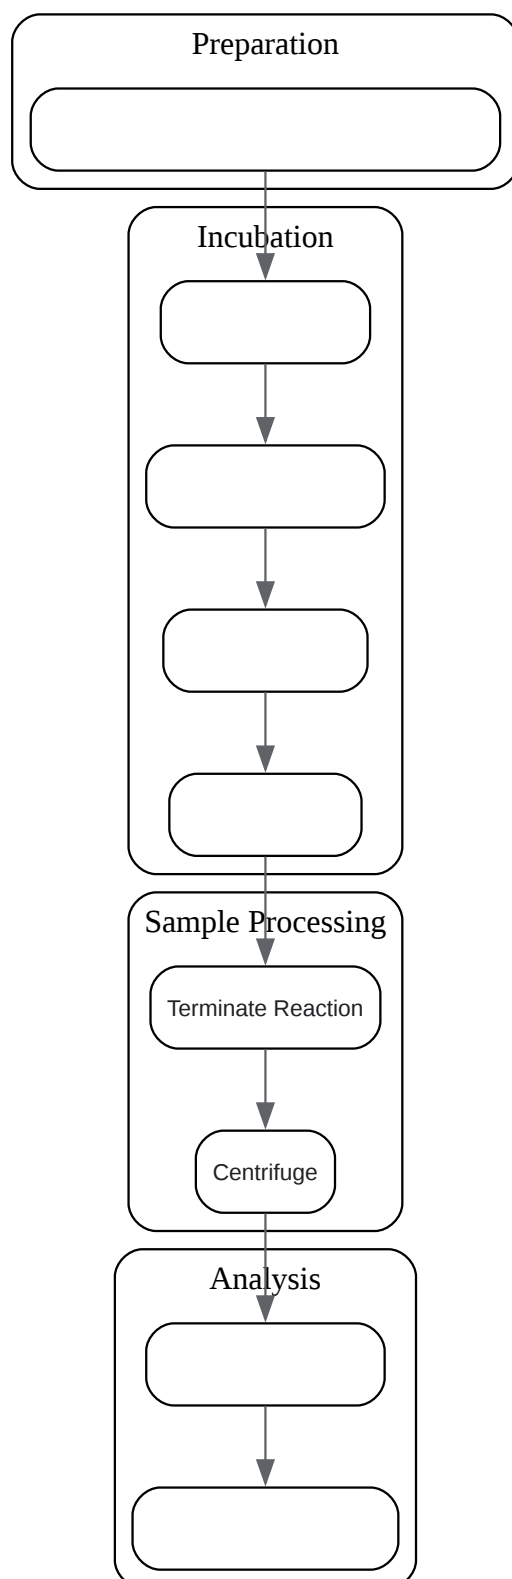 Preparation
Incubation
Sample Processing
Terminate Reaction
Centrifuge
Analysis